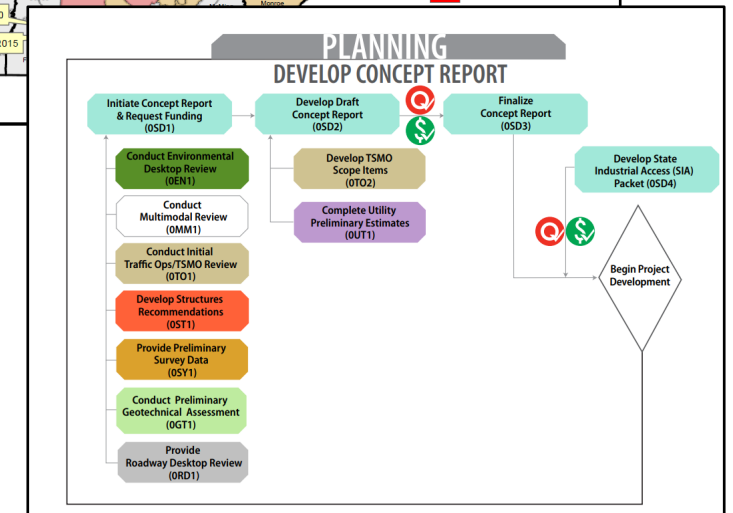 Monroe
2015
PLANNING
DEVELOP CONCEPT REPORT
Initiate Concept Report
& Request Funding
(0SD1)
Develop Draft
Concept Report
(0SD2)
Q
$
Finalize
Concept Report
(0SD3)
Conduct Environmental
Desktop Review
(0EN1)
Develop TSMO
Scope Items
(0TO2)
Develop State
Industrial Access (SIA)
Packet (0SD4)
Conduct
Multimodal Review
(0MM1)
Complete Utility
Preliminary Estimates
(0UT1)
Q
$
Conduct Initial
Traffic Ops/TSMO Review
(0TO1)
Begin Project
Development
Develop Structures
Recommendations
(0ST1)
Provide Preliminary
Survey Data
(0SY1)
Conduct Preliminary
Geotechnical Assessment
(0GT1)
Provide
Roadway Desktop Review
(0RD1)